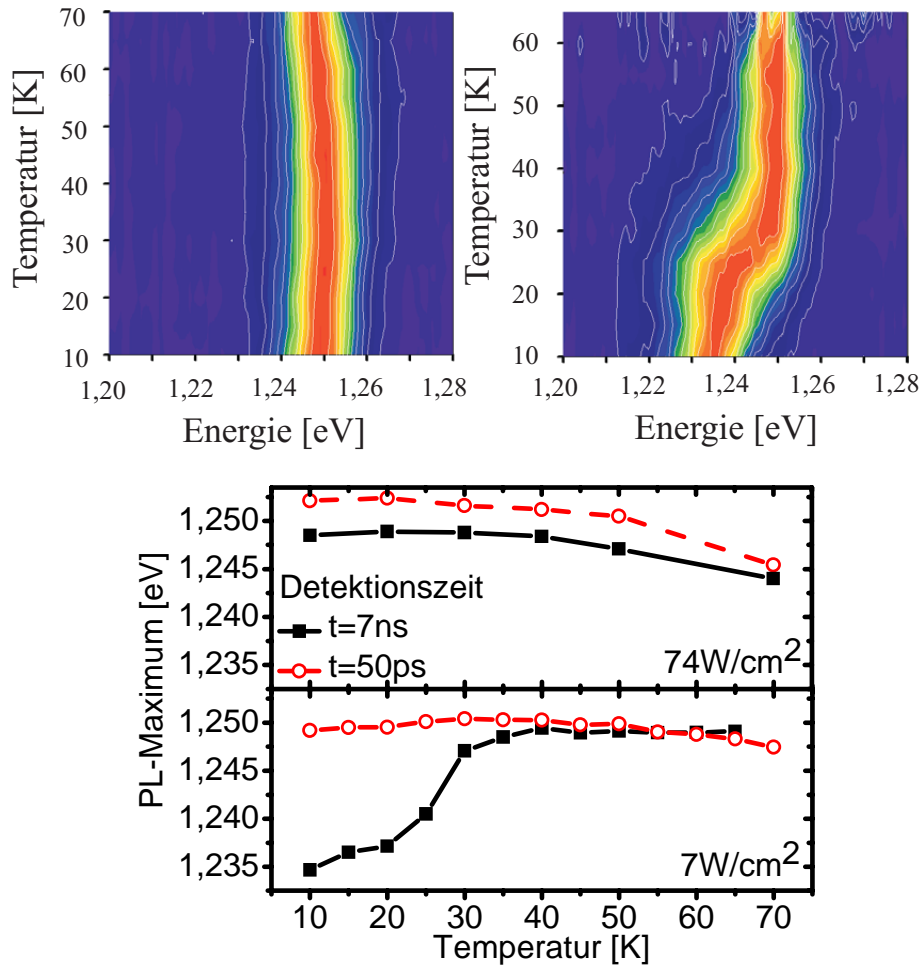 Temperatur [K]
70
60
50
40
30
20
10
1,20
1,22
1,24
1,26
1,28
Energie [eV]
Temperatur [K]
60
50
40
30
20
10
1,20
1,22
1,24
1,26
1,28
Energie [eV]
PL-Maximum [eV]
1,250
1,245
1,240
1,235
Detektionszeit
t=7ns
t=50ps
74W/cm²
1,250
1,245
1,240
1,235
7W/cm²
10 20 30 40 50 60 70
Temperatur [K]